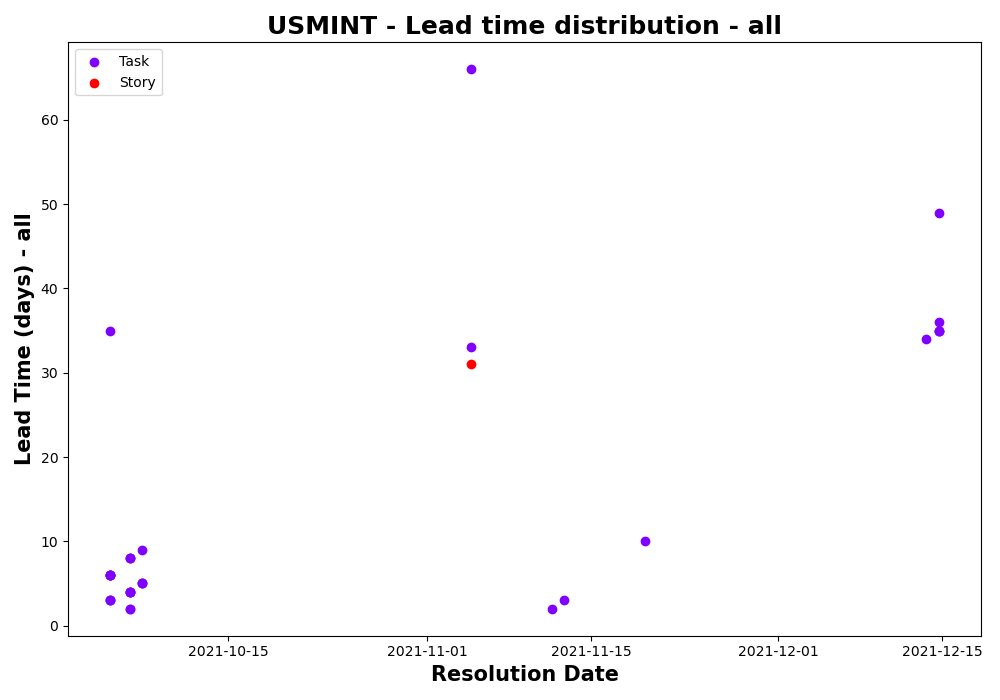 USMINT - Lead time distribution - all
Task
Story
60
50
40
30
20
10
0
Lead Time (days) - all
2021-10-15
2021-11-01
2021-11-15
2021-12-01
2021-12-15
Resolution Date